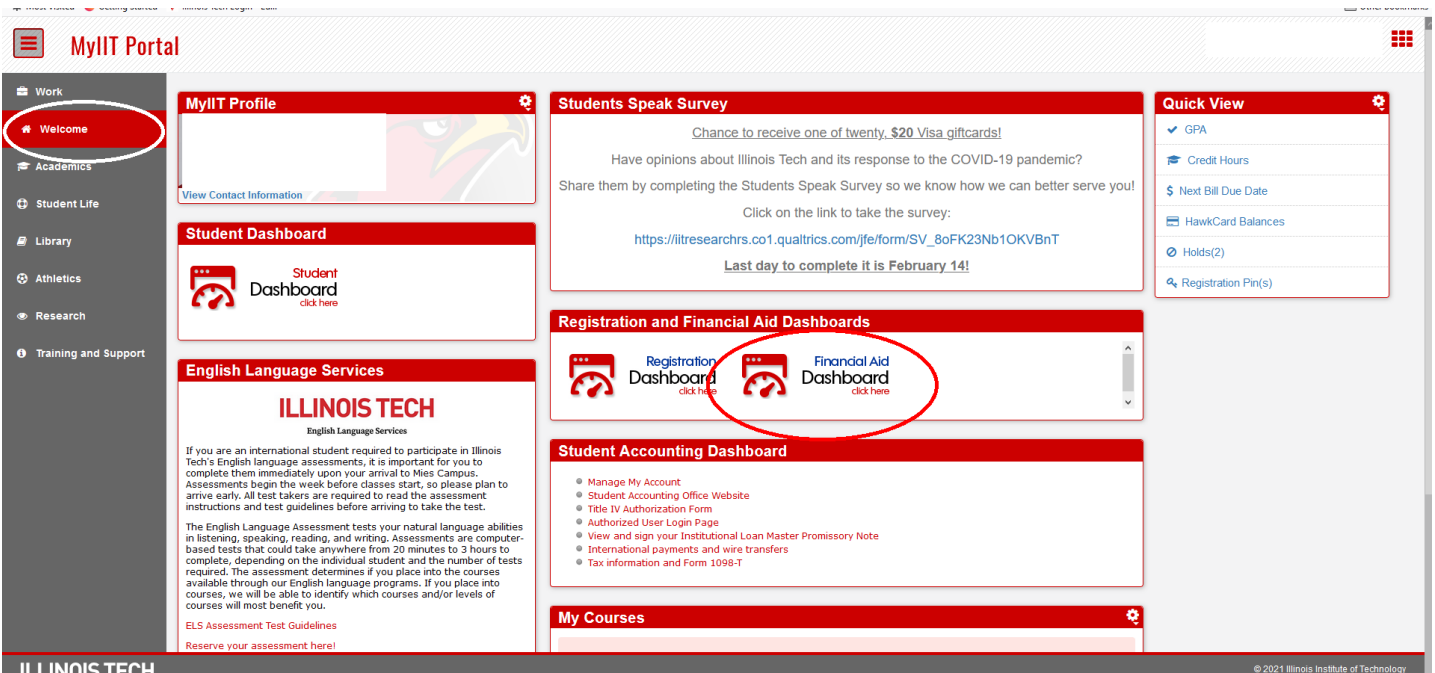 MyIIT Portal
Work
Welcome
Academics
Student Life
Library
Athletics
Research
Training and Support
MyIIT Profile
View Contact Information
Student Dashboard
Student
Dashboard
click here
English Language Services
ILLINOIS TECH
English Language Services
If you are an international student required to participate in Illinois
Tech's English language assessments, it is important for you to
complete them immediately upon your arrival to Mies Campus.
Assessments begin the week before classes start, so please plan to
arrive early. All test takers are required to read the assessment
instructions and test guidelines before arriving to take the test.
The English Language Assessment tests your natural language abilities
in listening, speaking, reading, and writing. Assessments are computer-
based tests that could take anywhere from 20 minutes to 3 hours to
complete, depending on the individual student and the number of tests
required. The assessment determines if you place into the courses
available through our English language programs. If you place into
courses, we will be able to identify which courses and/or levels of
courses will most benefit you.
ELS Assessment Test Guidelines
Reserve your assessment here!
Students Speak Survey
Chance to receive one of twenty, $20 Visa giftcards!
Have opinions about Illinois Tech and its response to the COVID-19 pandemic?
Share them by completing the Students Speak Survey so we know how we can better serve you!
Click on the link to take the survey:
https://iitresearchrs.co1.qualtrics.com/jfe/form/SV_8oFK23Nb1OKVBnT
Last day to complete it is February 14!
Registration and Financial Aid Dashboards
Registration
Dashboard
click here
Financial Aid
Dashboard
click here
Student Accounting Dashboard
Manage My Account
Student Accounting Office Website
Title IV Authorization Form
Authorized User Login Page
View and sign your Institutional Loan Master Promissory Note
International payments and wire transfers
Tax information and Form 1098-T
My Courses
Quick View
GPA
Credit Hours
$ Next Bill Due Date
HawkCard Balances
Holds(2)
Registration Pin(s)
ILLINOIS TECH
© 2021 Illinois Institute of Technology